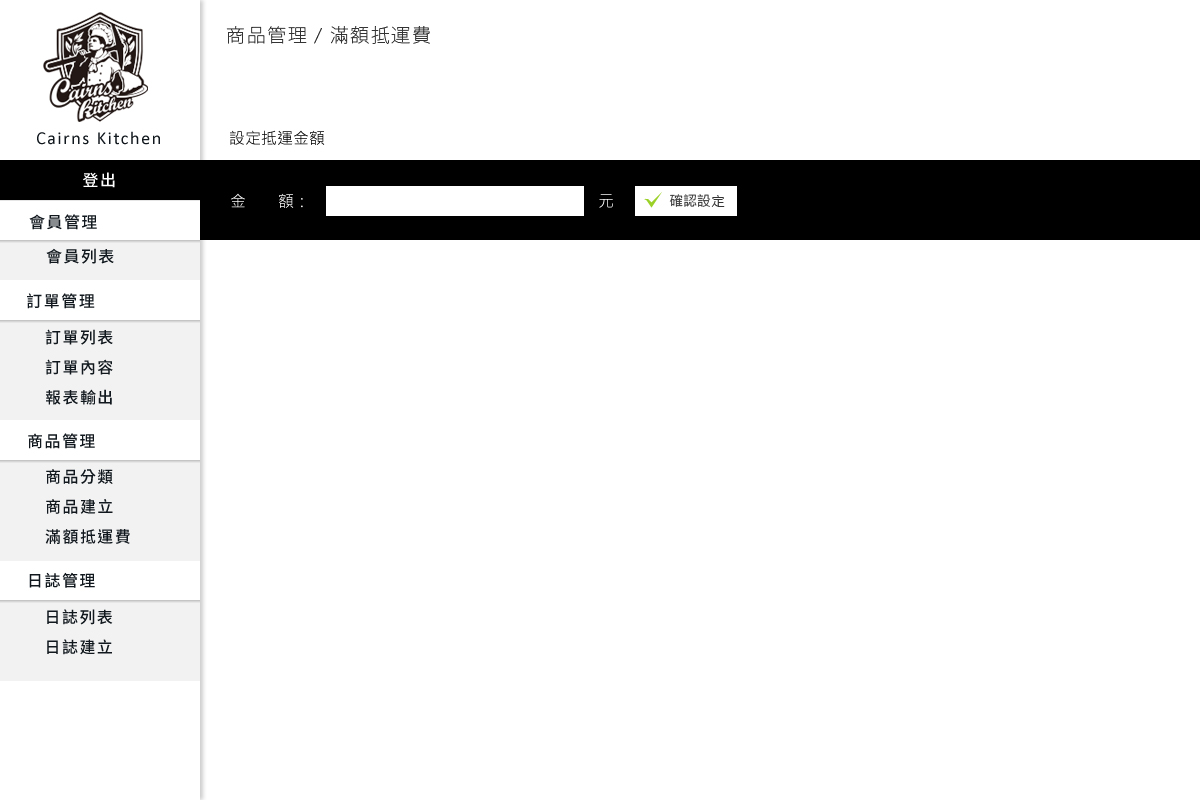 Cairns
Kitchen
Cairns Kitchen
登出
會員管理
會員列表
訂單管理
訂單列表
訂單內容
報表輸出
商品管理
商品分類
商品建立
滿額抵運費
日誌管理
日誌列表
日誌建立
商品管理 / 滿額抵運費
設定抵運金額
金 額: 元 確認設定